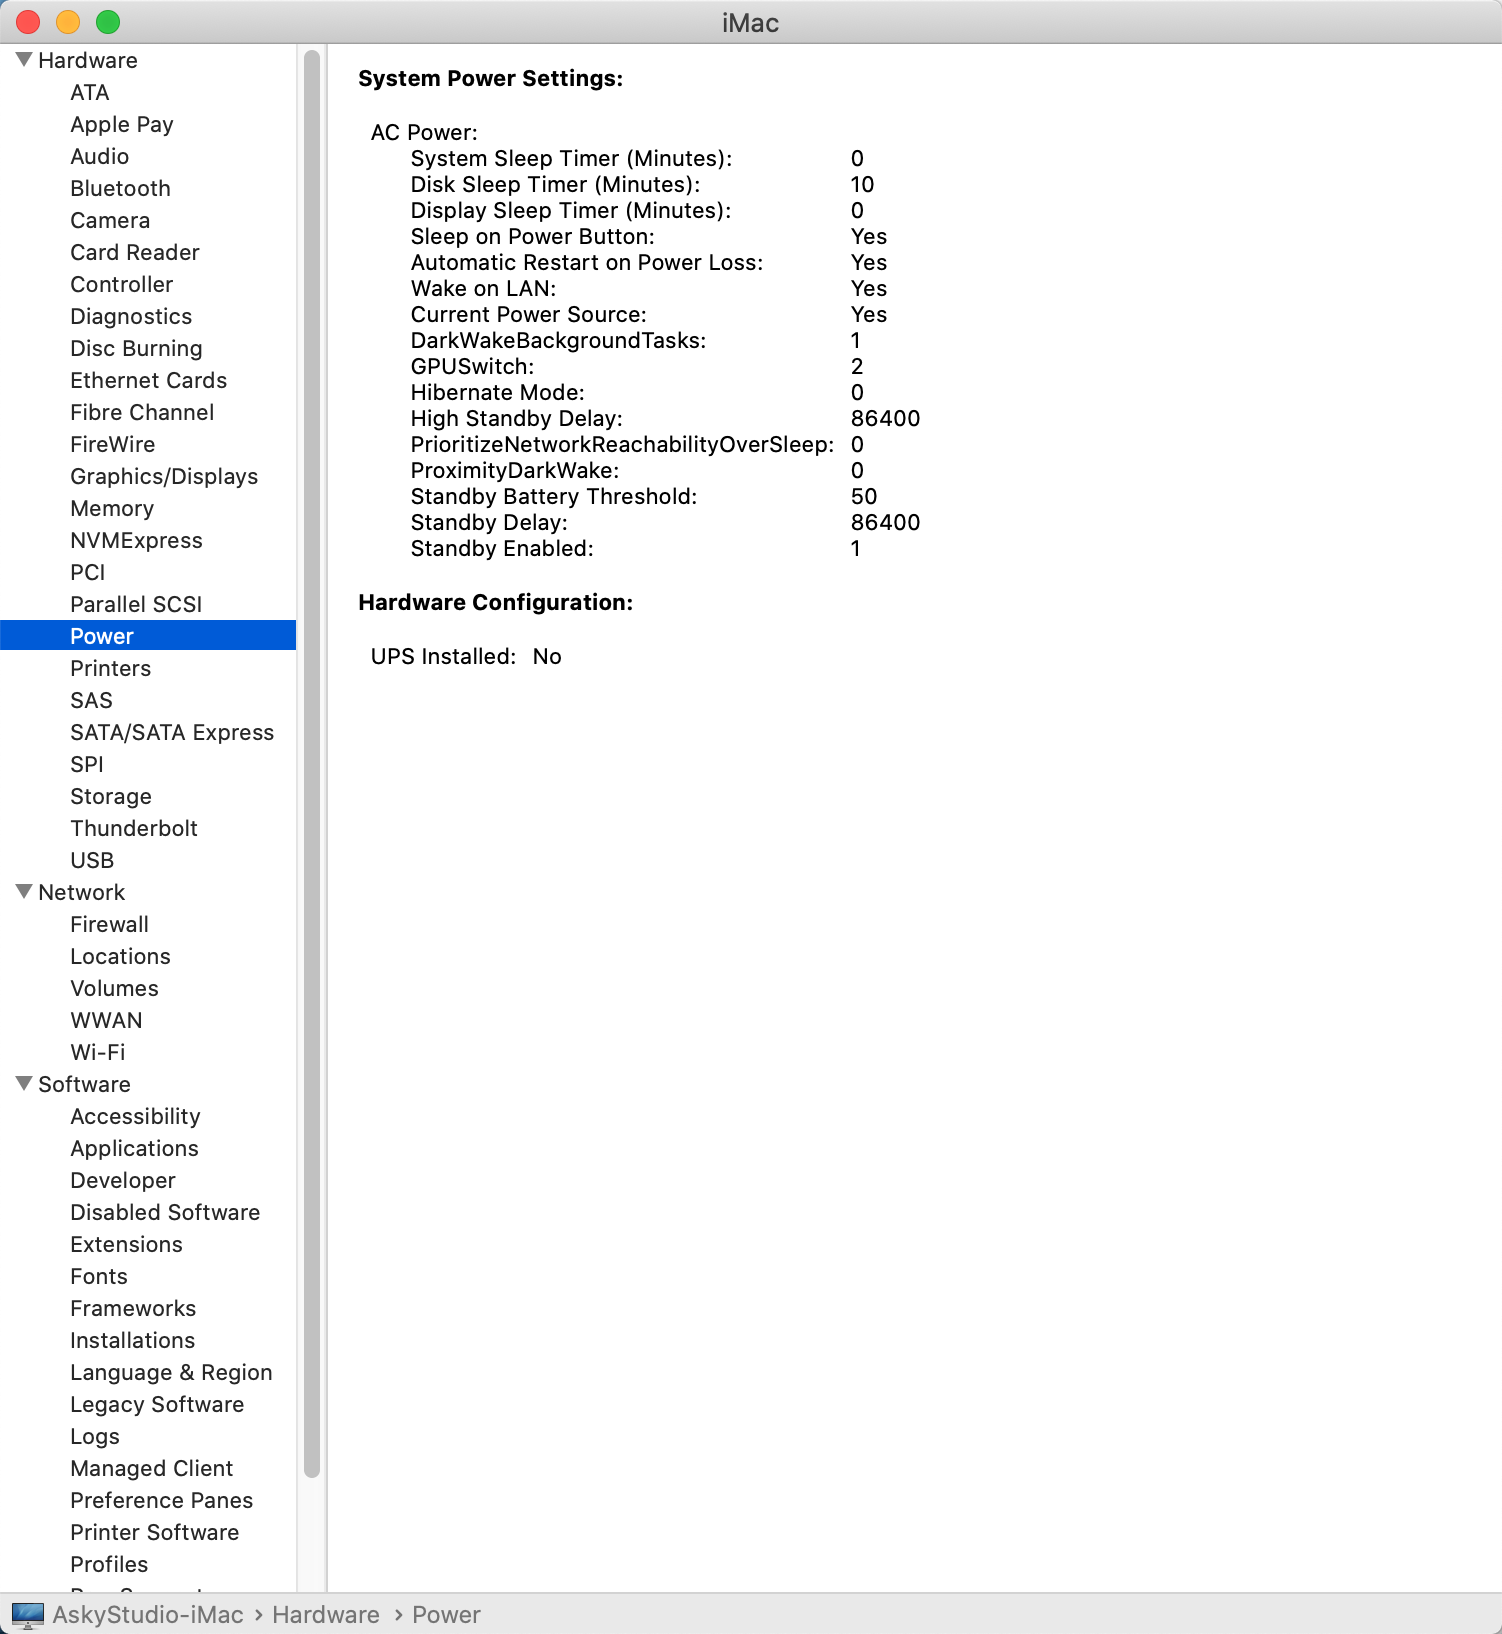 iMac
Hardware
ATA
Apple Pay
Audio
Bluetooth
Camera
Card Reader
Controller
Diagnostics
Disc Burning
Ethernet Cards
Fibre Channel
FireWire
Graphics/Displays
Memory
NVMExpress
PCI
Parallel SCSI
Power
Printers
SAS
SATA/SATA Express
SPI
Storage
Thunderbolt
USB
Network
Firewall
Locations
Volumes
WWAN
Wi-Fi
Software
Accessibility
Applications
Developer
Disabled Software
Extensions
Fonts
Frameworks
Installations
Language & Region
Legacy Software
Logs
Managed Client
Preference Panes
Printer Software
Profiles
System Power Settings:
AC Power:
System Sleep Timer (Minutes): 0
Disk Sleep Timer (Minutes): 10
Display Sleep Timer (Minutes): 0
Sleep on Power Button: Yes
Automatic Restart on Power Loss: Yes
Wake on LAN: Yes
Current Power Source: Yes
DarkWakeBackgroundTasks: 1
GPUSwitch: 2
Hibernate Mode: 0
High Standby Delay: 86400
PrioritizeNetworkReachabilityOverSleep: 0
ProximityDarkWake: 0
Standby Battery Threshold: 50
Standby Delay: 86400
Standby Enabled: 1
Hardware Configuration:
UPS Installed: No
AskyStudio-iMac › Hardware › Power